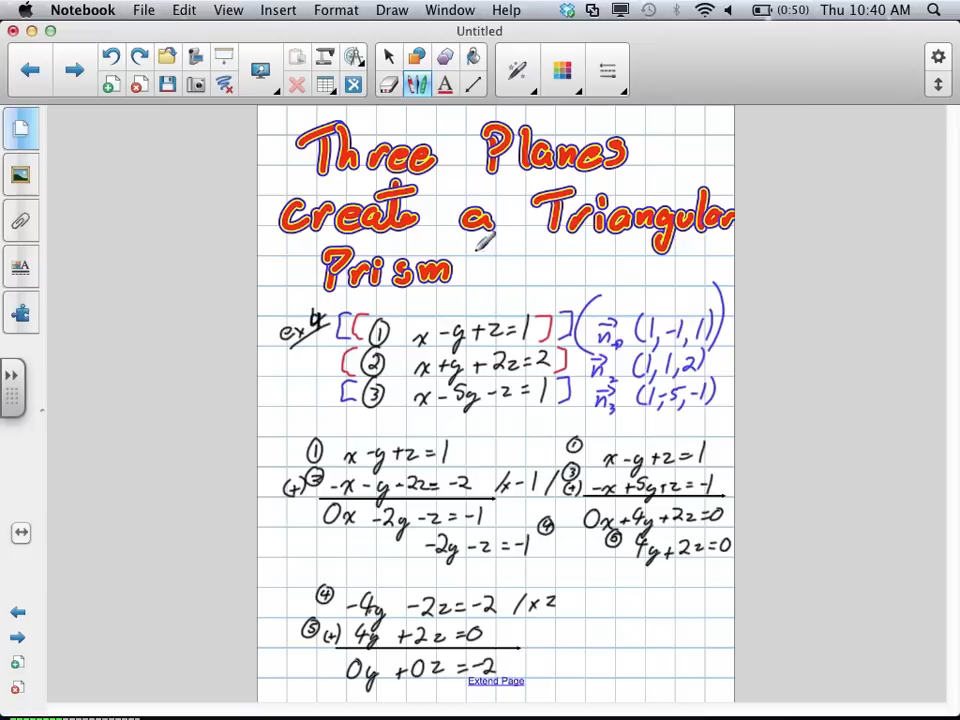 Notebook File Edit View Insert Format Draw Window Help (0:50) Thu 10:40 AM
Untitled
Three Planes
Create a Triangular
Prism
ex 4 [[① x - y + z = 1]] n₁ (1, -1, 1)
[② x + y + 2z = 2] n₂ (1, 1, 2)
[③ x - 5y - z = 1] n₃ (1, -5, -1)
① x - y + z = 1
(+) ② -x - y - 2z = -2 /x -1
0x - 2y - z = -1
-2y - z = -1 ④
① x - y + z = 1
/ ③ (+) -x + 5y + z = -1
0x + 4y + 2z = 0
⑤ 4y + 2z = 0
④ -4y - 2z = -2 /x 2
⑤ (+) 4y + 2z = 0
0y + 0z = -2
Extend Page